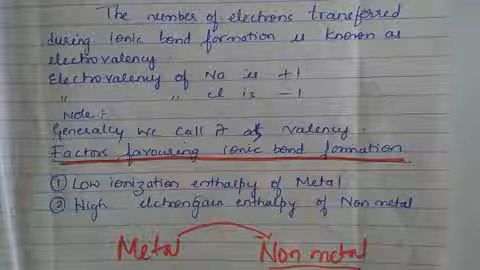 The number of electrons transferred
during Ionic bond formation is known as
electrovalency.
Electrovalency of Na is +1
" " cl is -1
Note:-
Generally we call it as valency.
Factors favouring Ionic bond formation
① Low ionization enthalpy of Metal
② High electrongain enthalpy of Non metal
Metal Non metal